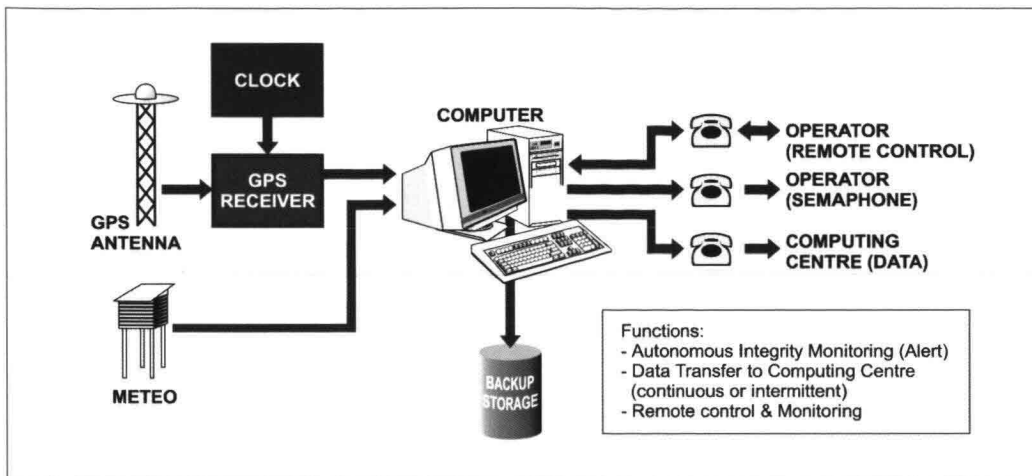 CLOCK
COMPUTER
OPERATOR
(REMOTE CONTROL)
GPS
RECEIVER
OPERATOR
(SEMAPHONE)
GPS
ANTENNA
COMPUTING
CENTRE (DATA)
METEO
BACKUP
STORAGE
Functions:
- Autonomous Integrity Monitoring (Alert)
- Data Transfer to Computing Centre
(continuous or intermittent)
- Remote control & Monitoring